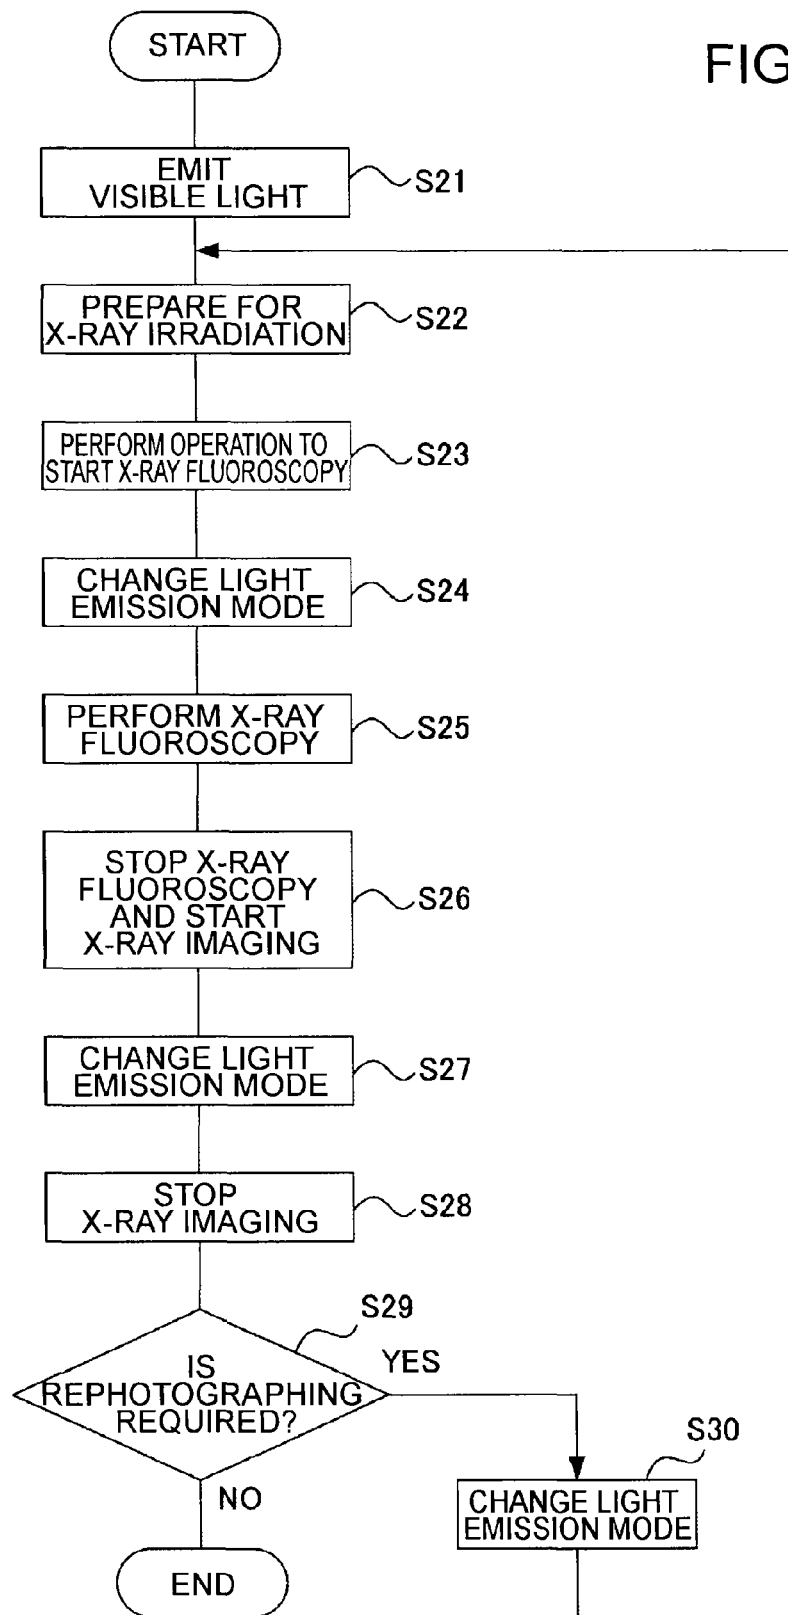 START
FIG
EMIT
VISIBLE LIGHT
S21
PREPARE FOR
X-RAY IRRADIATION
S22
PERFORM OPERATION TO
START X-RAY FLUOROSCOPY
S23
CHANGE LIGHT
EMISSION MODE
S24
PERFORM X-RAY
FLUOROSCOPY
S25
STOP X-RAY
FLUOROSCOPY
AND START
X-RAY IMAGING
S26
CHANGE LIGHT
EMISSION MODE
S27
STOP
X-RAY IMAGING
S28
S29
IS
REPHOTOGRAPHING
REQUIRED?
YES
NO
S30
CHANGE LIGHT
EMISSION MODE
END